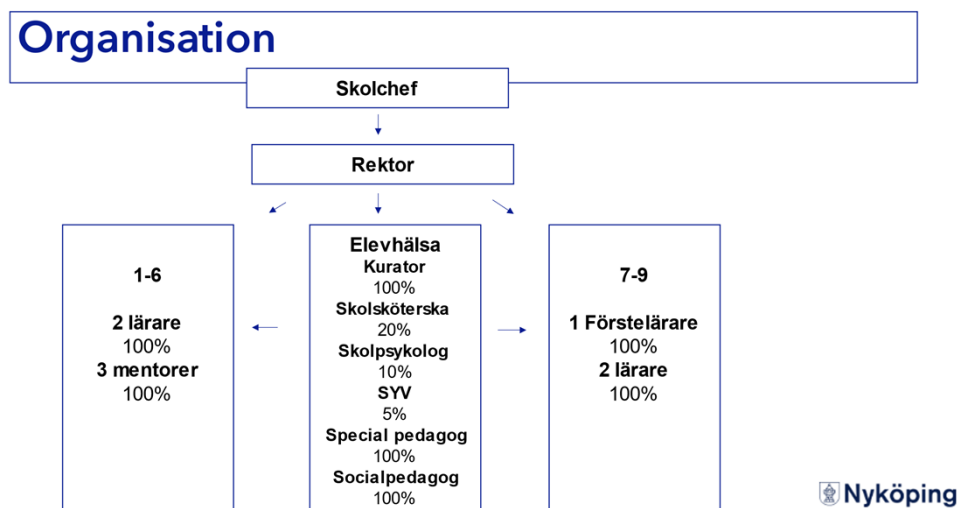 Organisation
Skolchef
Rektor
1-6
2 lärare
100%
3 mentorer
100%
Elevhälsa
Kurator
100%
Skolsköterska
20%
Skolpsykolog
10%
SYV
5%
Special pedagog
100%
Socialpedagog
100%
7-9
1 Förstelärare
100%
2 lärare
100%
Nyköping